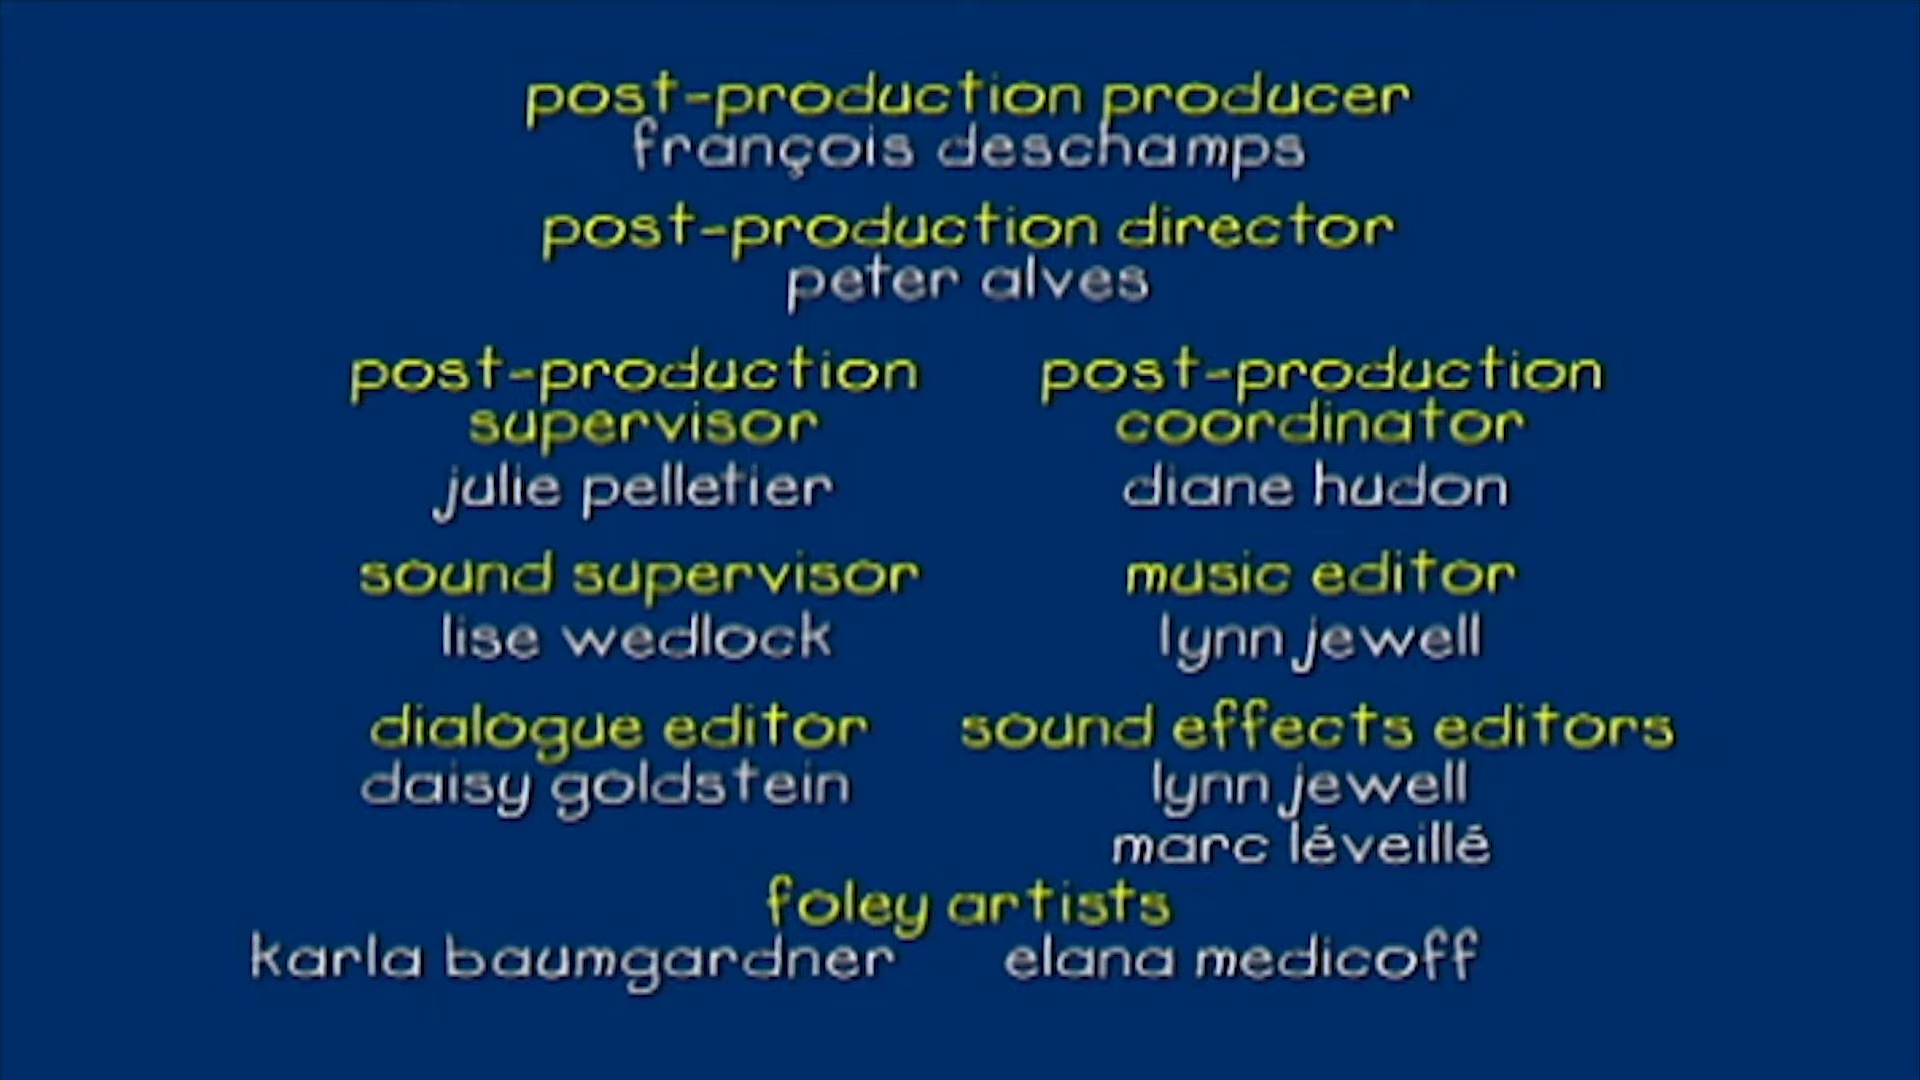 post-production producer
françois deschamps
post-production director
peter alves
post-production
supervisor
julie pelletier
post-production
coordinator
diane hudon
sound supervisor
lise wedlock
music editor
lynn jewell
dialogue editor
daisy goldstein
sound effects editors
lynn jewell
marc léveillé
foley artists
karla baumgardner
elana medicoff